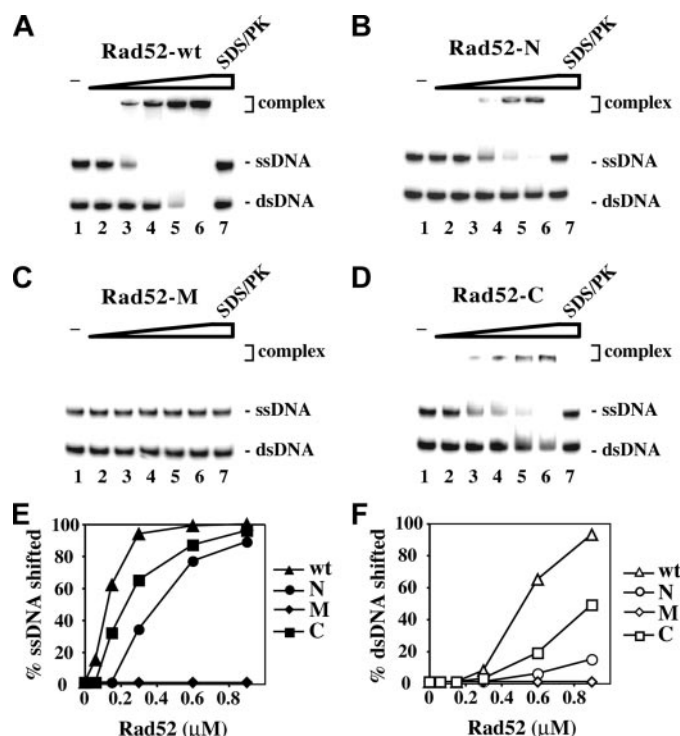 A
Rad52-wt
SDS/PK
–
complex
- ssDNA
- dsDNA
1 2 3 4 5 6 7
B
Rad52-N
SDS/PK
–
complex
- ssDNA
- dsDNA
1 2 3 4 5 6 7
C
Rad52-M
SDS/PK
–
complex
- ssDNA
- dsDNA
1 2 3 4 5 6 7
D
Rad52-C
SDS/PK
–
complex
- ssDNA
- dsDNA
1 2 3 4 5 6 7
E
% ssDNA shifted
100
80
60
40
20
0
0 0.2 0.4 0.6 0.8
Rad52 (μM)
wt
N
M
C
F
% dsDNA shifted
100
80
60
40
20
0
0 0.2 0.4 0.6 0.8
Rad52 (μM)
wt
N
M
C